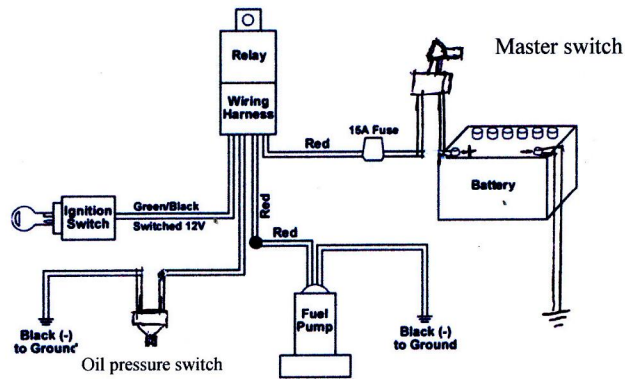 Master switch
Relay
Wiring
Harness
15A Fuse
Red
+
-
Battery
Ignition
Switch
Green/Black
Switched 12V
Red
Red
Fuel
Pump
Black (-)
to Ground
Black (-)
to Ground
Oil pressure switch